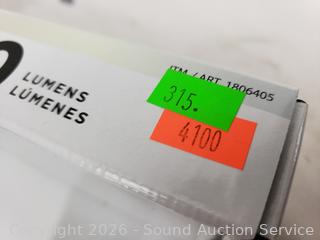 LUMENS
LÚMENES
ITM./ART. 1806405
315.
4100
Copyright 2026 - Sound Auction Service